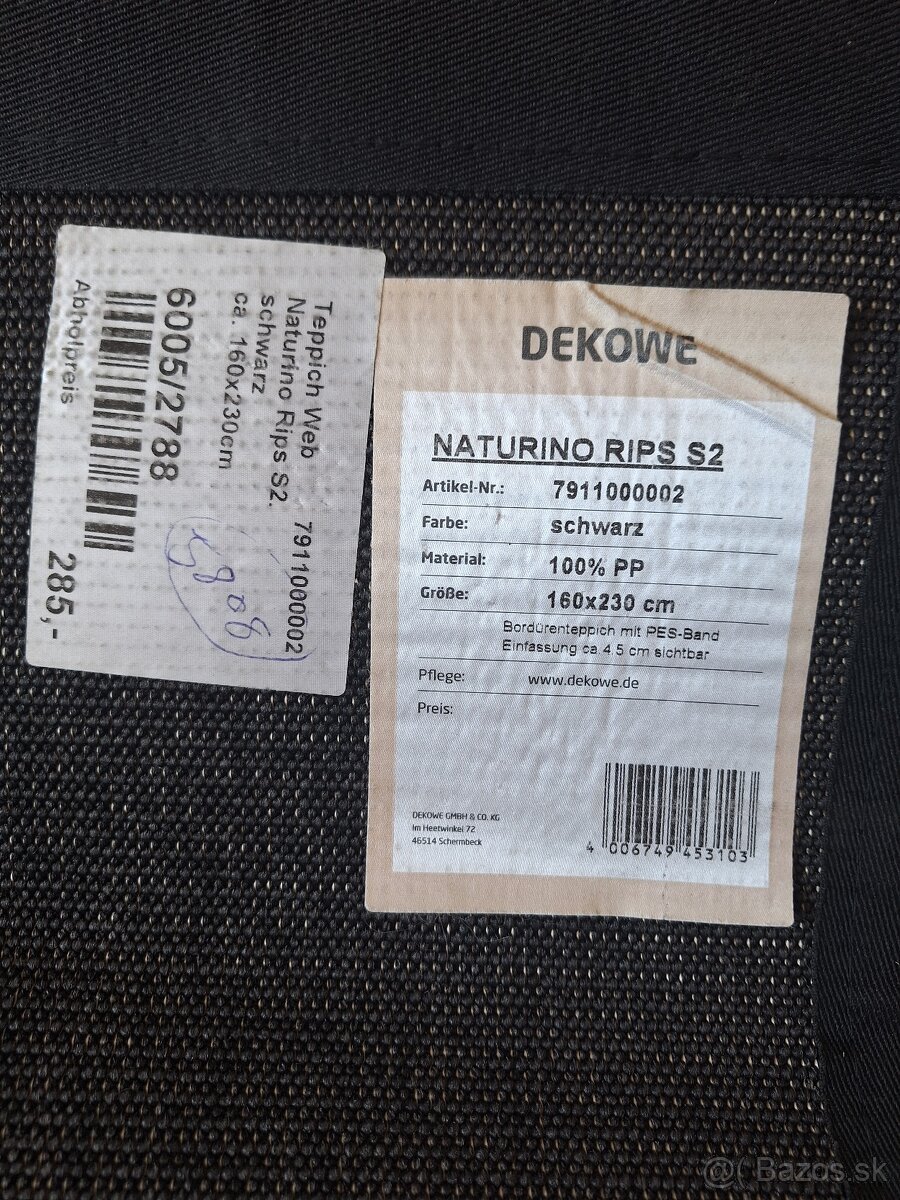 Teppich Web
Naturino Rips S2.
schwarz
ca. 160x230cm
7911000002
6005/2788
Abholpreis
285,-
DEKOWE
NATURINO RIPS S2
Artikel-Nr.: 7911000002
Farbe: schwarz
Material: 100% PP
Größe: 160x230 cm
Bordürenteppich mit PES-Band
Einfassung ca 4.5 cm sichtbar
Pflege: www.dekowe.de
Preis:
DEKOWE GMBH & CO. KG
Im Heetwinkel 72
46514 Schermbeck
4 006749 453103
Bazos.sk